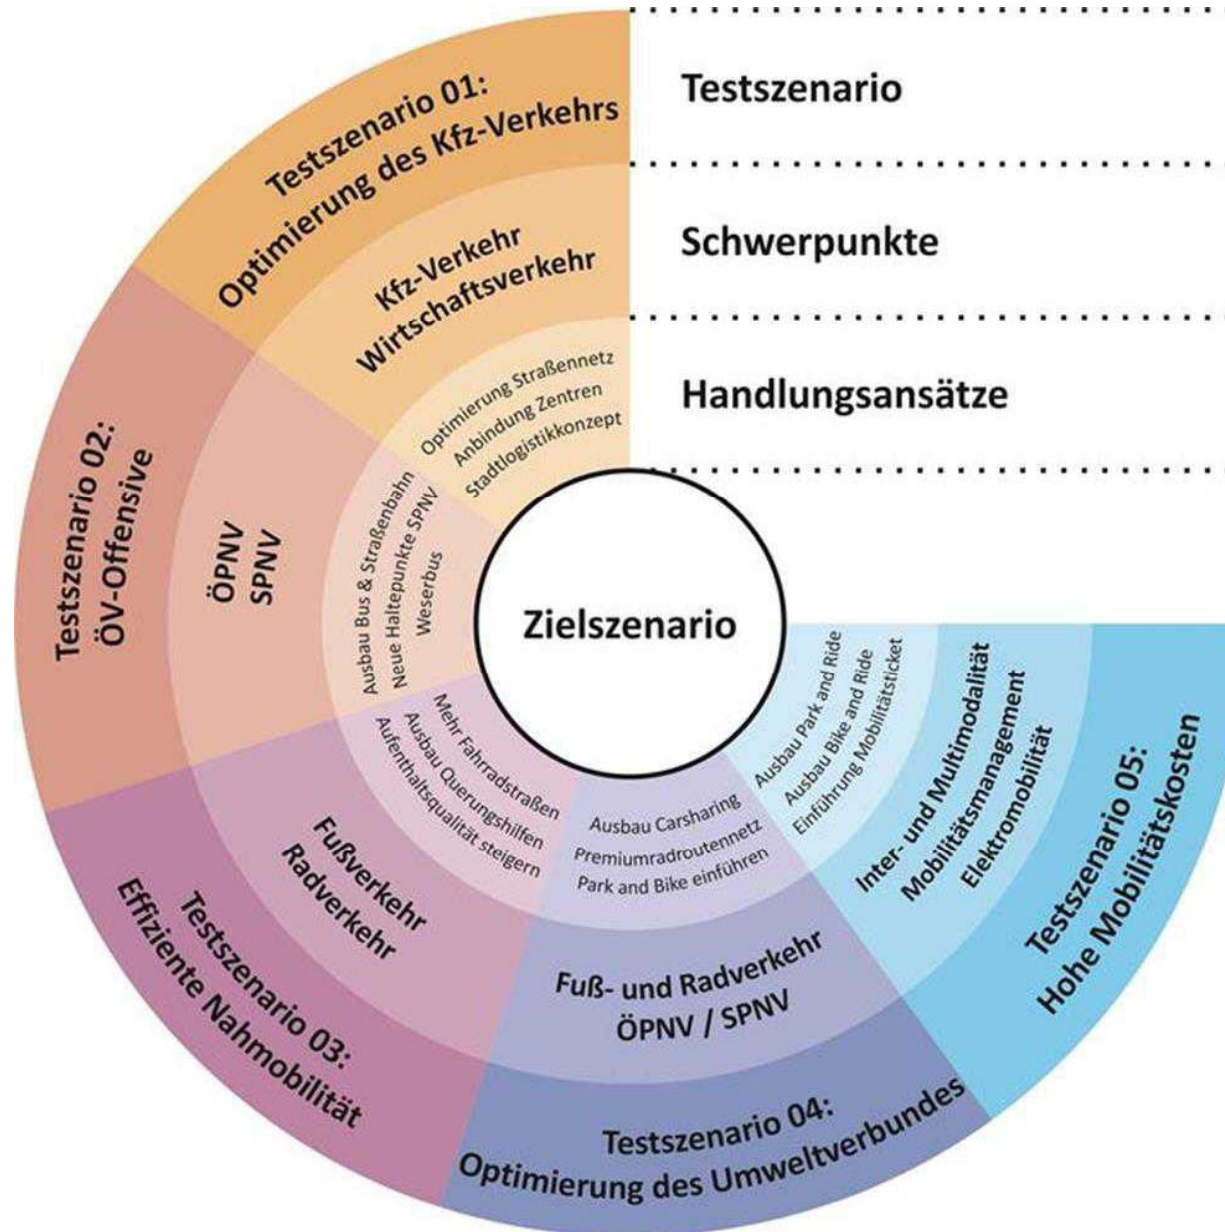 Testszenario
Schwerpunkte
Handlungsansätze
Testszenario 01:
Optimierung des Kfz-Verkehrs
Kfz-Verkehr
Wirtschaftsverkehr
Optimierung Straßennetz
Anbindung Zentren
Stadtlogistikkonzept
Testszenario 02:
ÖV-Offensive
ÖPNV
SPNV
Ausbau Bus & Straßenbahn
Neue Haltepunkte SPNV
Weserbus
Zielszenario
Testszenario 03:
Effiziente Nahmobilität
Fußverkehr
Radverkehr
Mehr Fahrradstraßen
Ausbau Querungshilfen
Aufenthaltsqualität steigern
Testszenario 04:
Optimierung des Umweltverbundes
Fuß- und Radverkehr
ÖPNV / SPNV
Ausbau Carsharing
Premiumradroutennetz
Park and Bike einführen
Testszenario 05:
Hohe Mobilitätskosten
Inter- und Multimodalität
Mobilitätsmanagement
Elektromobilität
Ausbau Park and Ride
Ausbau Bike and Ride
Einführung Mobilitätsticket